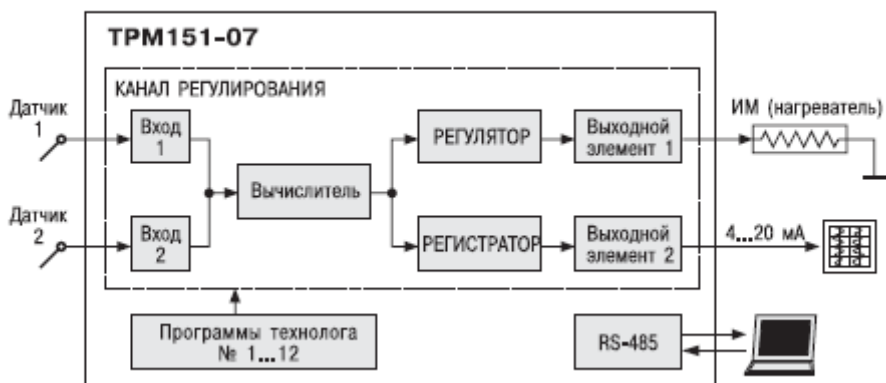 ТРМ151-07
КАНАЛ РЕГУЛИРОВАНИЯ
Датчик
1
Вход
1
Вычислитель
РЕГУЛЯТОР
Выходной
элемент 1
ИМ (нагреватель)
Датчик
2
Вход
2
РЕГИСТРАТОР
Выходной
элемент 2
4...20 мА
Программы технолога
№ 1...12
RS-485